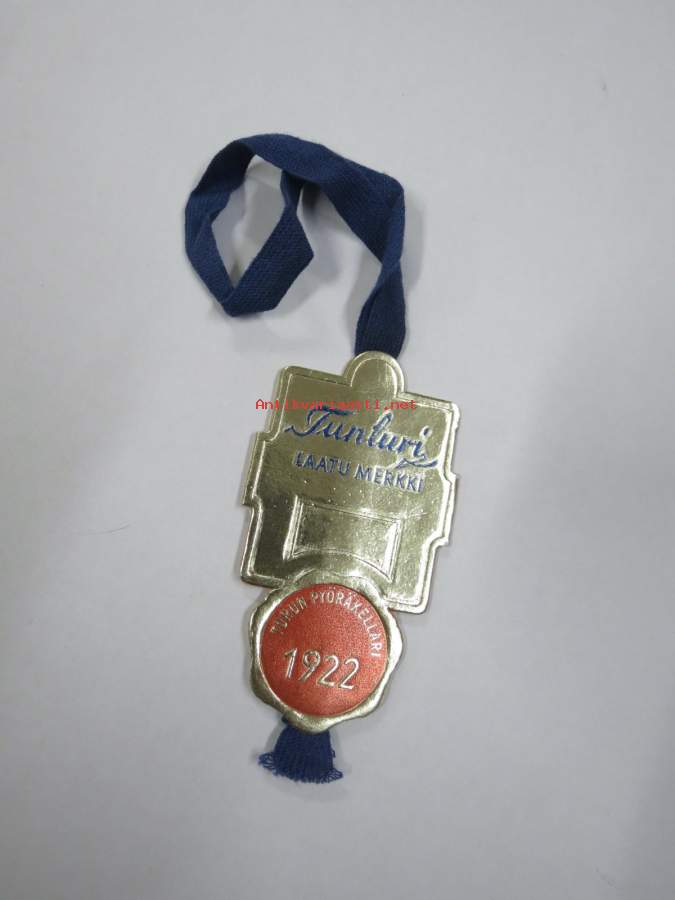 Antikvariaatti.net
Tunturi
LAATU MERKKI
TURUN PYÖRÄKELLARI
1922